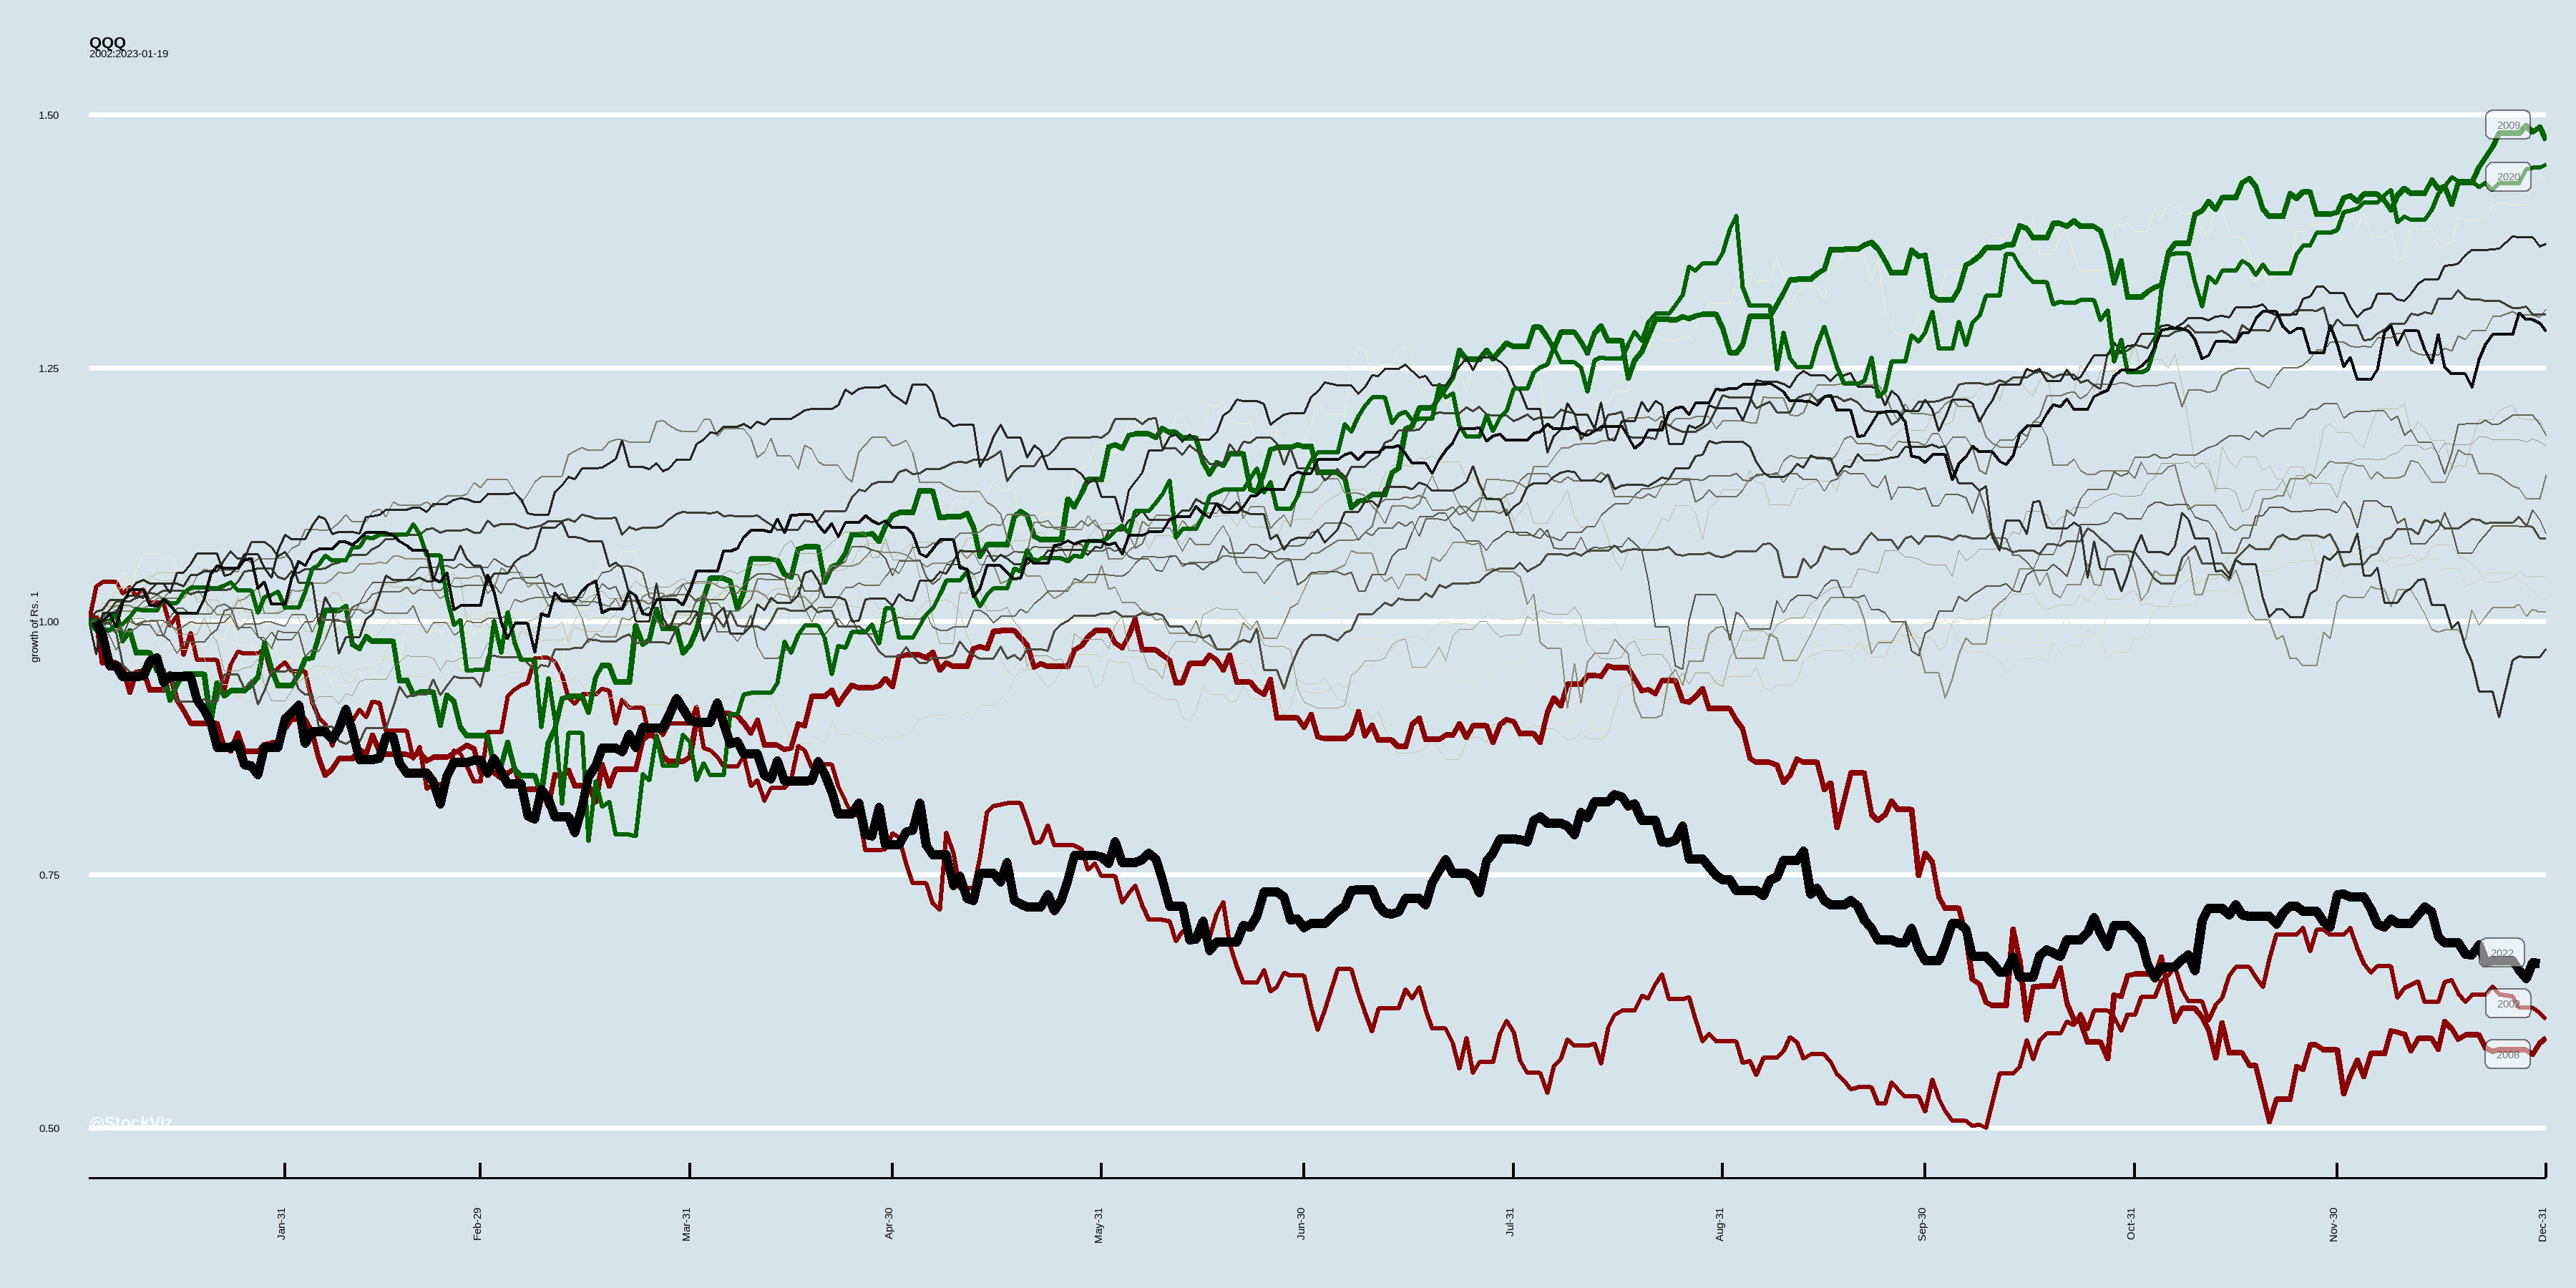 QQQ
2002:2023-01-19
1.50
1.25
1.00
0.75
0.50
growth of Rs. 1
2009
2020
2022
2002
2008
@StockViz
Jan-31
Feb-29
Mar-31
Apr-30
May-31
Jun-30
Jul-31
Aug-31
Sep-30
Oct-31
Nov-30
Dec-31